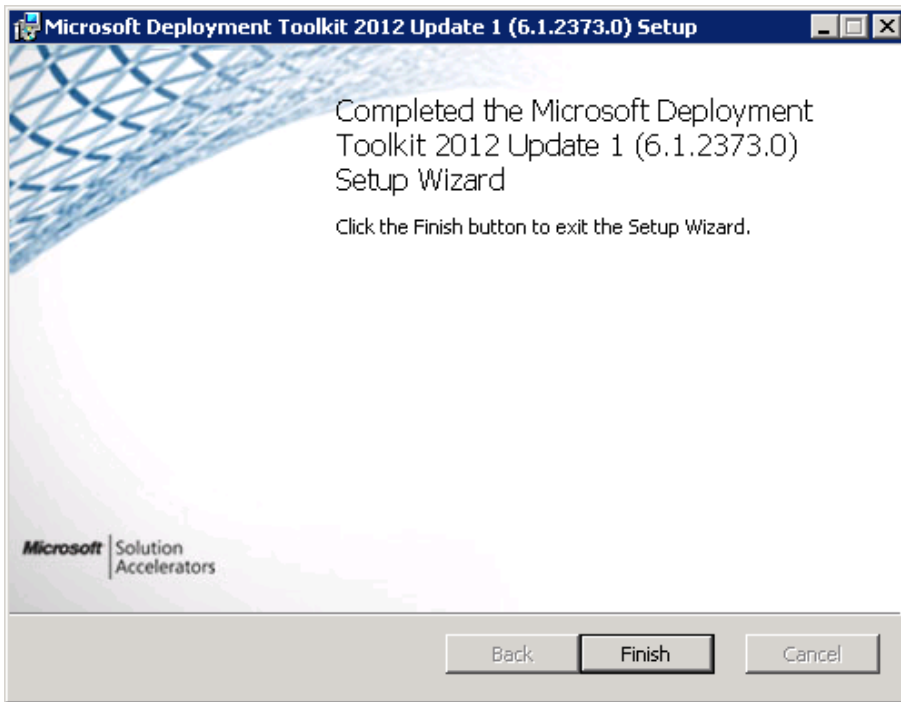 Microsoft Deployment Toolkit 2012 Update 1 (6.1.2373.0) Setup
Completed the Microsoft Deployment
Toolkit 2012 Update 1 (6.1.2373.0)
Setup Wizard
Click the Finish button to exit the Setup Wizard.
Microsoft Solution
Accelerators
Back Finish Cancel